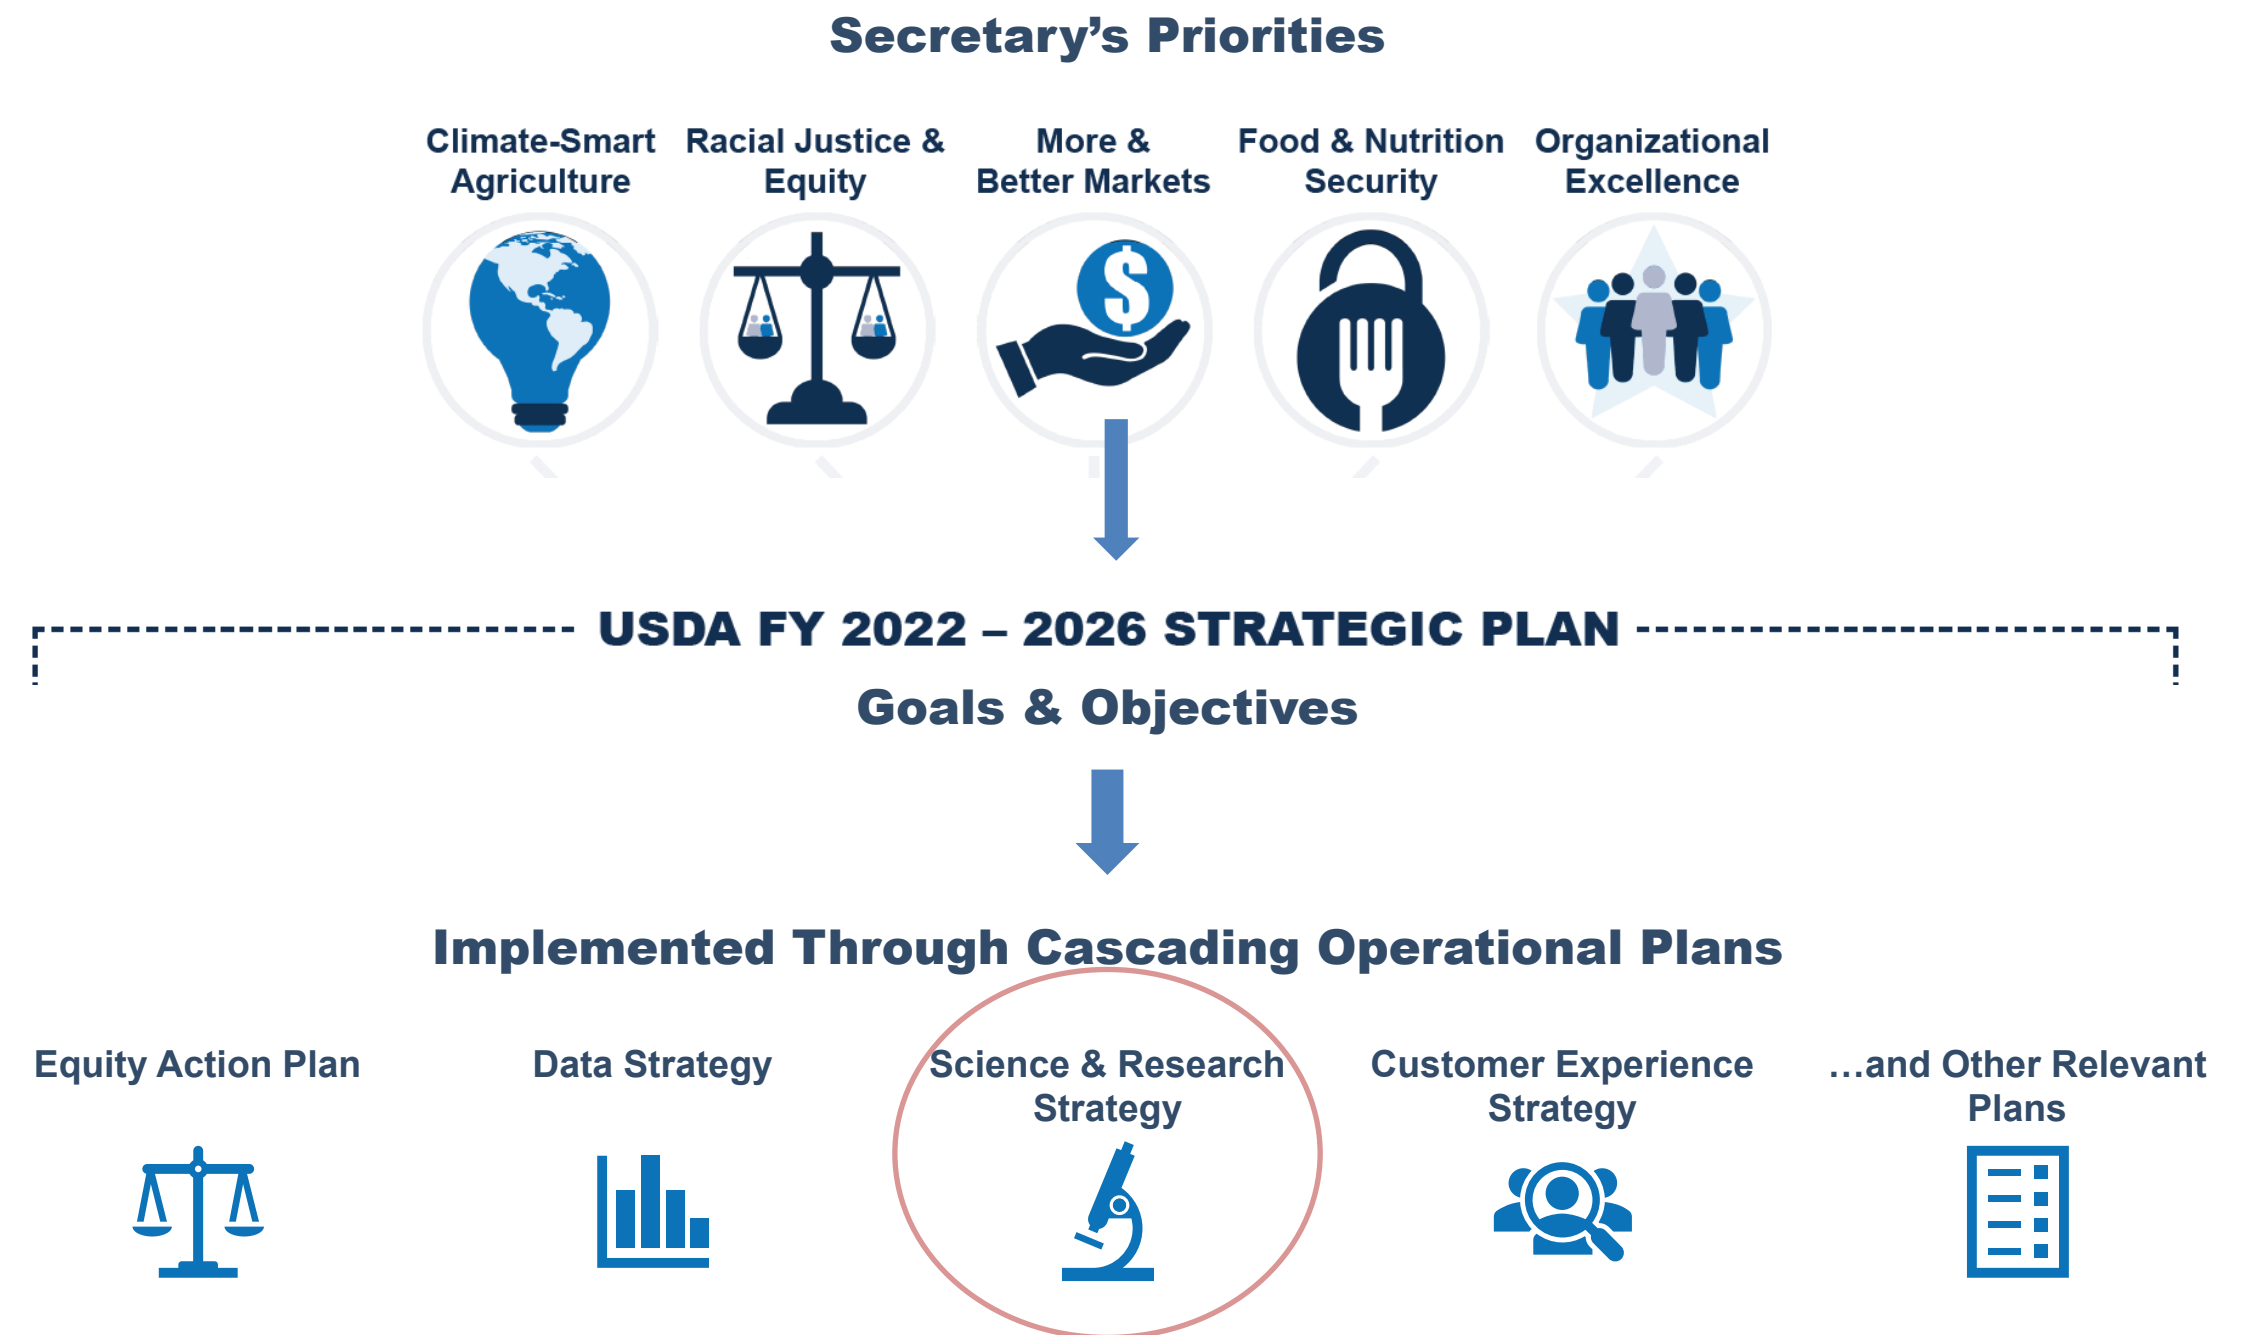 Secretary’s Priorities
Climate-Smart
Agriculture
Racial Justice &
Equity
More &
Better Markets
Food & Nutrition
Security
Organizational
Excellence
$
USDA FY 2022 – 2026 STRATEGIC PLAN
Goals & Objectives
Implemented Through Cascading Operational Plans
Equity Action Plan
Data Strategy
Science & Research
Strategy
Customer Experience
Strategy
…and Other Relevant
Plans